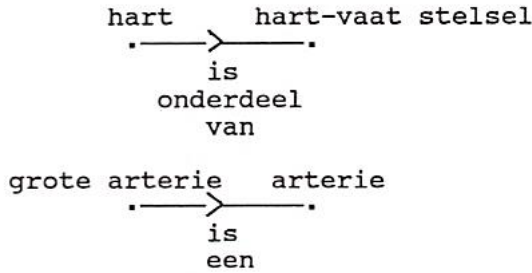 hart hart-vaat stelsel
is
onderdeel
van
grote arterie arterie
is
een